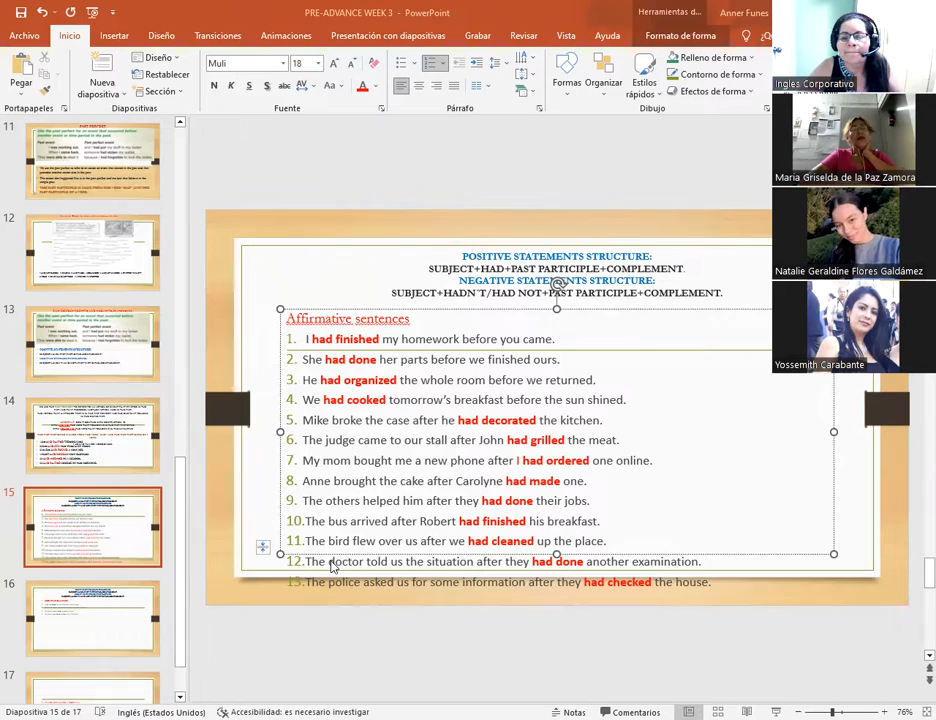 PRE-ADVANCE WEEK 3 - PowerPoint
Herramientas d...
Anner Funes
Archivo
Inicio
Insertar
Diseño
Transiciones
Animaciones
Presentación con diapositivas
Grabar
Revisar
Vista
Ayuda
Formato de forma
Pegar
Nueva
diapositiva
Diseño
Restablecer
Sección
Muli
18
N K S S abc AV Aa
Formas
Organizar
Estilos
rápidos
Relleno de forma
Contorno de forma
Efectos de forma
Portapapeles
Diapositivas
Fuente
Párrafo
Dibujo
Ingles Corporativo
Maria Griselda de la Paz Zamora
Natalie Geraldine Flores Galdámez
Yossemith Carabante
11
12
13
14
15
16
17
POSITIVE STATEMENTS STRUCTURE:
SUBJECT+HAD+PAST PARTICIPLE+COMPLEMENT.
NEGATIVE STATEMENTS STRUCTURE:
SUBJECT+HADN'T/HAD NOT+PAST PARTICIPLE+COMPLEMENT.
Affirmative sentences
1. I had finished my homework before you came.
2. She had done her parts before we finished ours.
3. He had organized the whole room before we returned.
4. We had cooked tomorrow's breakfast before the sun shined.
5. Mike broke the case after he had decorated the kitchen.
6. The judge came to our stall after John had grilled the meat.
7. My mom bought me a new phone after I had ordered one online.
8. Anne brought the cake after Carolyne had made one.
9. The others helped him after they had done their jobs.
10.The bus arrived after Robert had finished his breakfast.
11.The bird flew over us after we had cleaned up the place.
12.The doctor told us the situation after they had done another examination.
13.The police asked us for some information after they had checked the house.
Diapositiva 15 de 17
Inglés (Estados Unidos)
Accesibilidad: es necesario investigar
Notas
Comentarios
76%